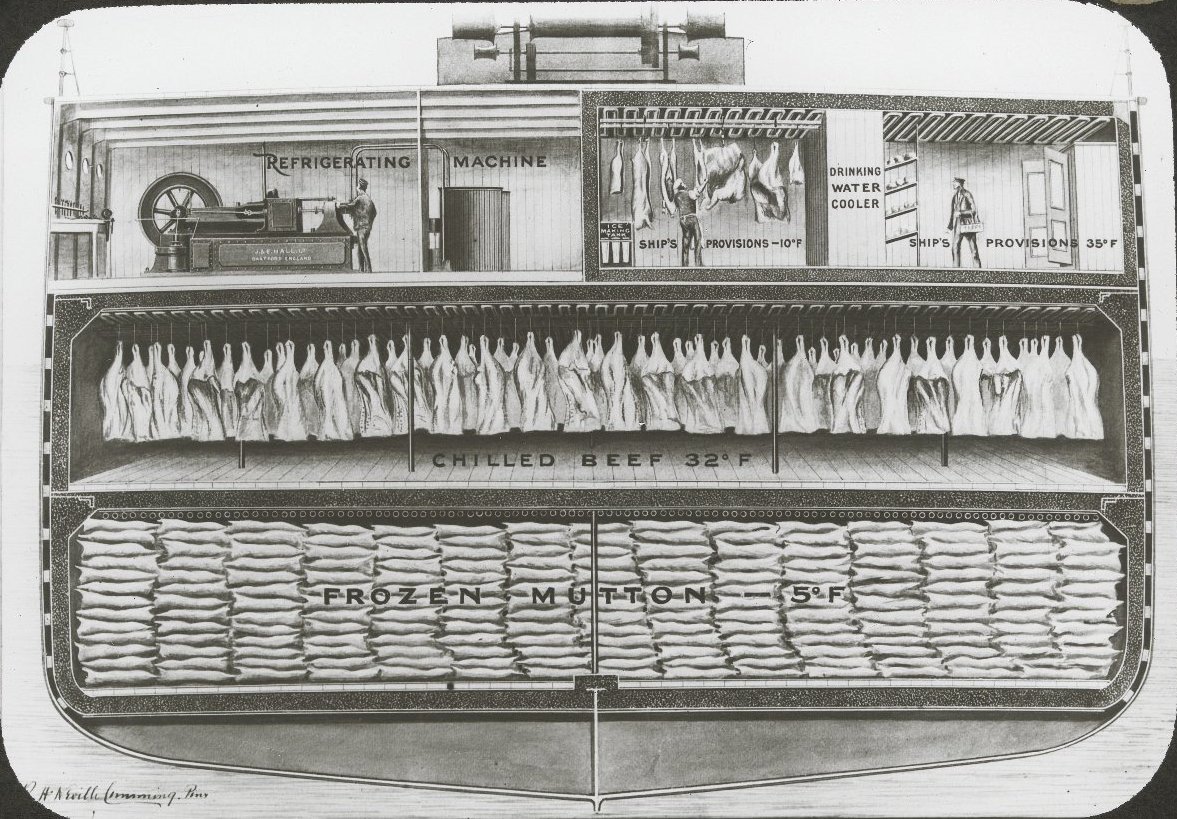 REFRIGERATING MACHINE
J & E HALL LD
DARTFORD ENGLAND
ICE
MAKING
TANK
SHIP'S PROVISIONS -10°F
DRINKING
WATER
COOLER
SHIP'S PROVISIONS 35°F
CHILLED BEEF 32°F
FROZEN MUTTON - 5°F
Neville Cumming